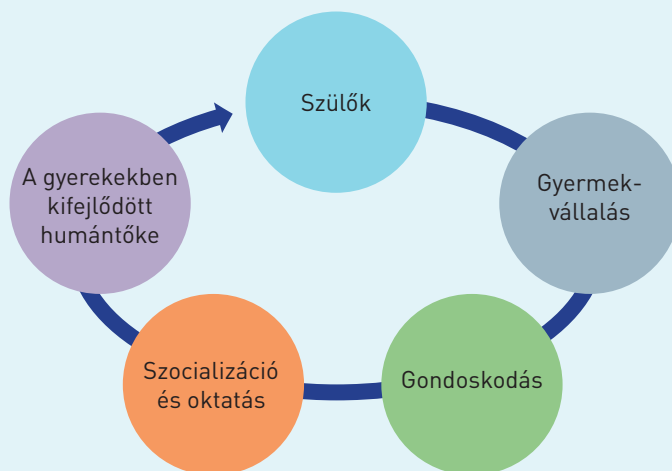 Szülők
Gyermek-
vállalás
Gondoskodás
Szocializáció
és oktatás
A gyerekekben
kifejlődött
humántőke